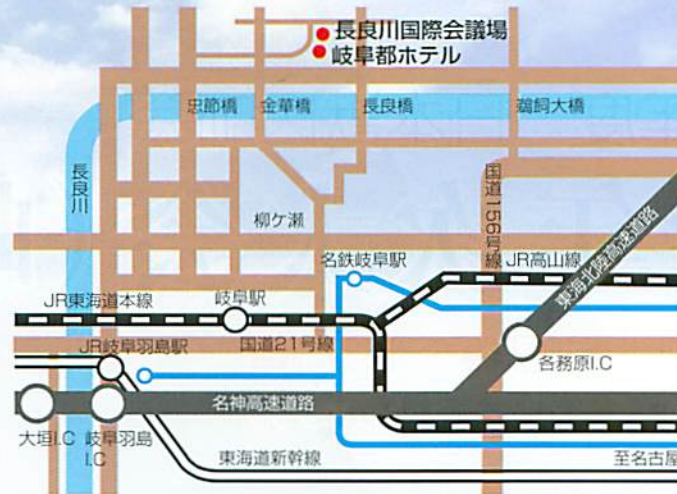 長良川国際会議場
岐阜都ホテル
忠節橋
金華橋
長良橋
鵜飼大橋
長良川
柳ケ瀬
国道156号線
名鉄岐阜駅
JR高山線
東海北陸高速道路
JR東海道本線
岐阜駅
JR岐阜羽島駅
国道21号線
各務原I.C
名神高速道路
大垣I.C
岐阜羽島
I.C
東海道新幹線
至名古屋